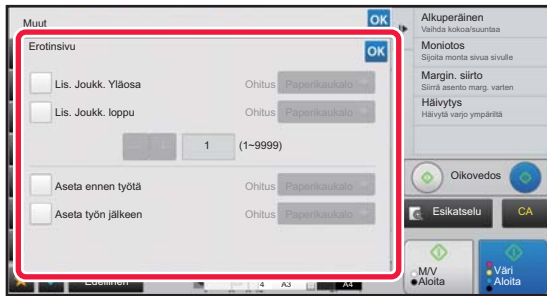 Muut
OK
Erotinsivu
OK
Lis. Joukk. Yläosa
Ohitus
Paperikaukalo
Lis. Joukk. loppu
Ohitus
Paperikaukalo
1
(1~9999)
Aseta ennen työtä
Ohitus
Paperikaukalo
Aseta työn jälkeen
Ohitus
Paperikaukalo
Edellinen
4
A3
A4
Alkuperäinen
Vaihda kokoa/suuntaa
Moniotos
Sijoita monta sivua sivulle
Margin. siirto
Siirrä asento marg. varten
Häivytys
Häivytä varjo ympäriltä
Oikovedos
Esikatselu
CA
M/V
Aloita
Väri
Aloita